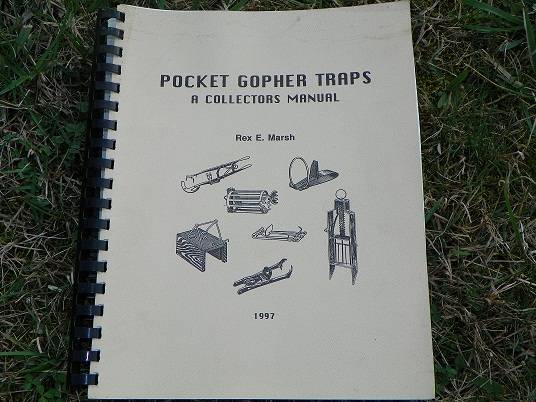 POCKET GOPHER TRAPS
A COLLECTORS MANUAL
Rex E. Marsh
1997